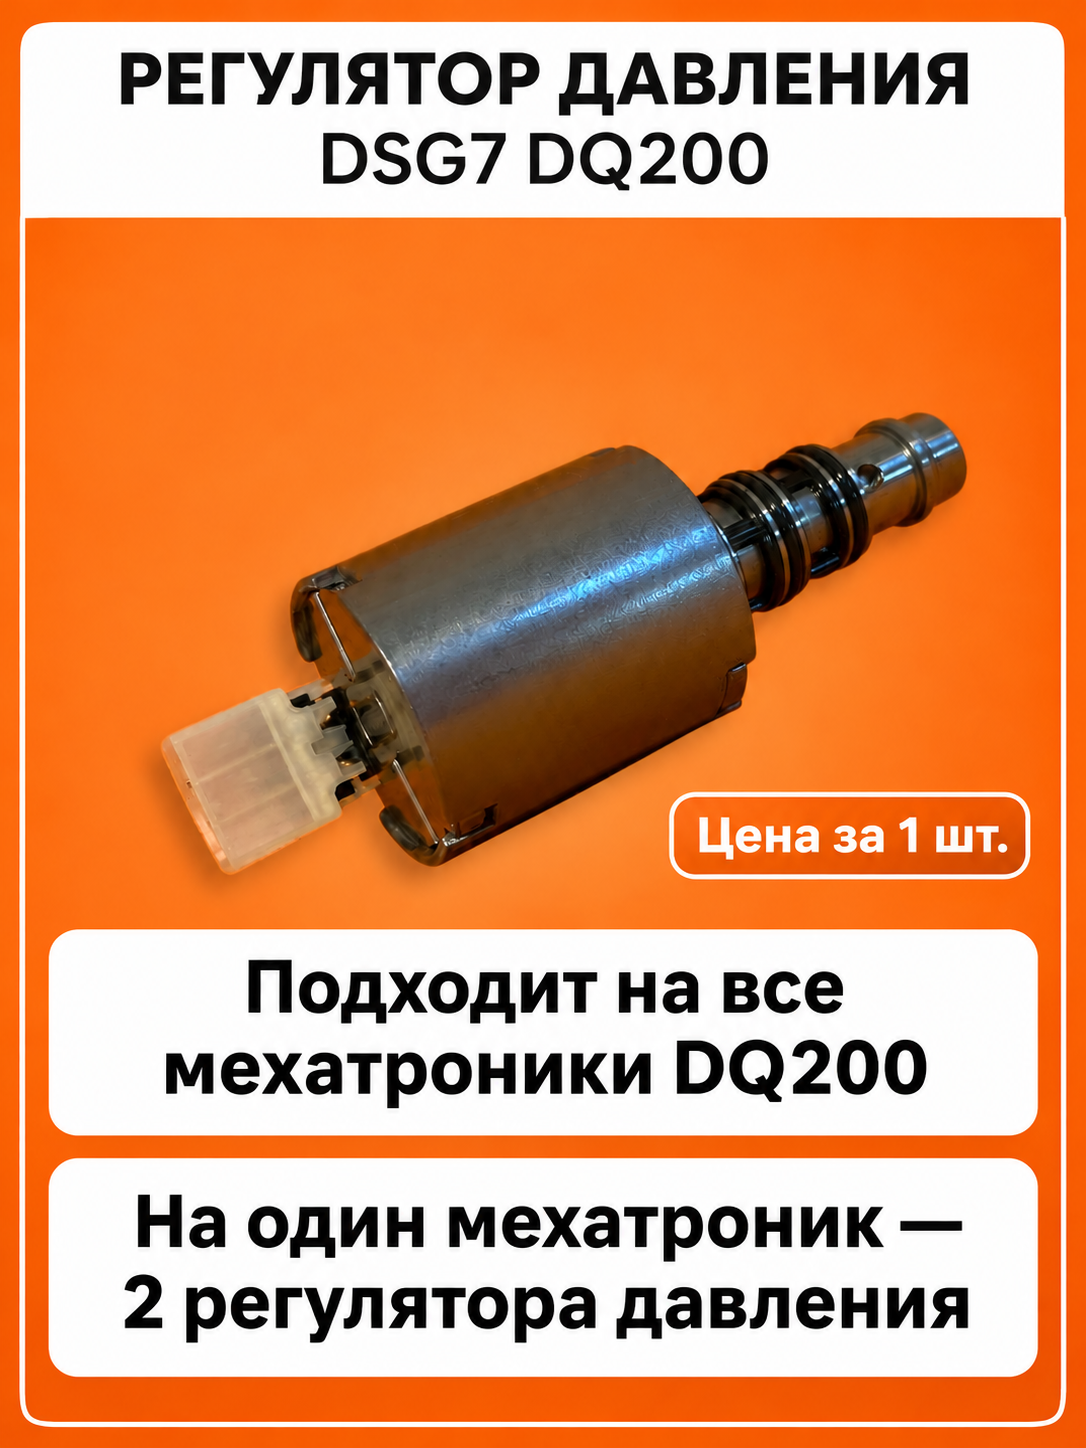 РЕГУЛЯТОР ДАВЛЕНИЯ
DSG7 DQ200
Цена за 1 шт.
Подходит на все
мехатроники DQ200
На один мехатроник —
2 регулятора давления